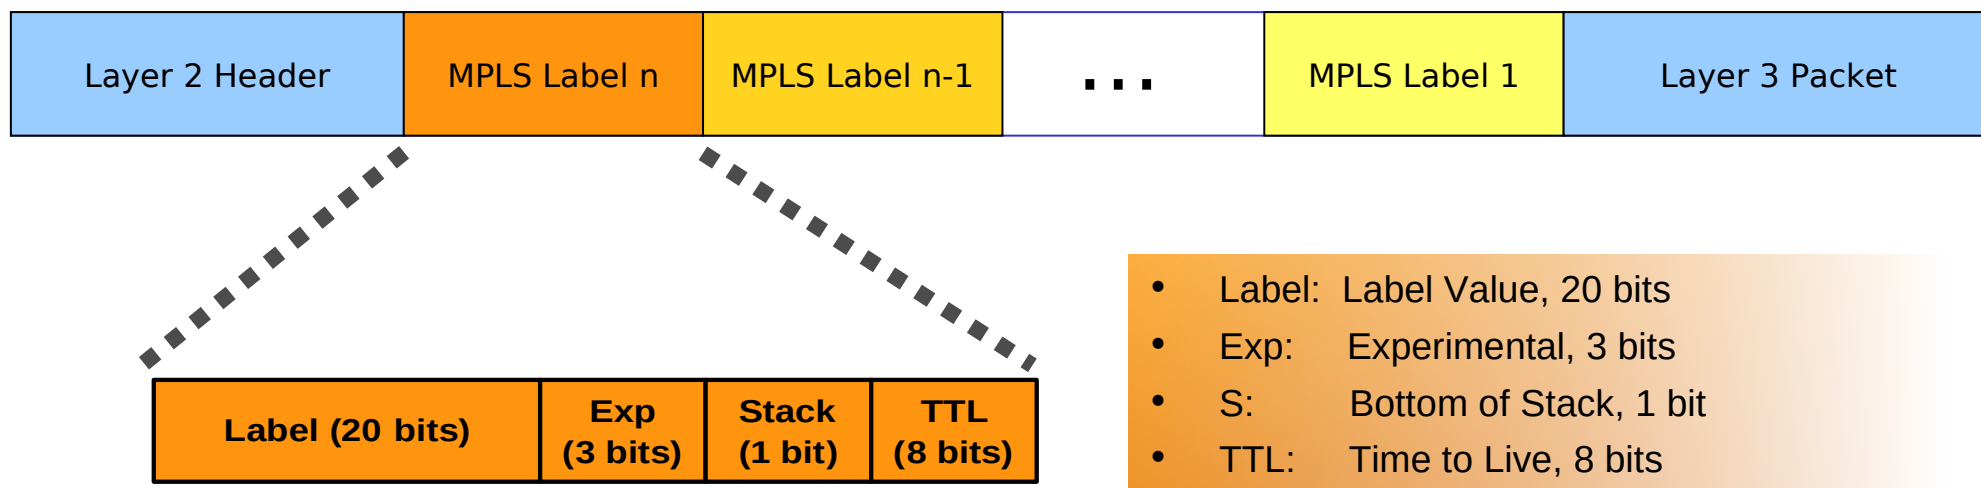 Layer 2 Header MPLS Label n MPLS Label n-1 ... MPLS Label 1 Layer 3 Packet
Label (20 bits)
Exp
(3 bits)
Stack
(1 bit)
TTL
(8 bits)
• Label: Label Value, 20 bits
• Exp: Experimental, 3 bits
• S: Bottom of Stack, 1 bit
• TTL: Time to Live, 8 bits